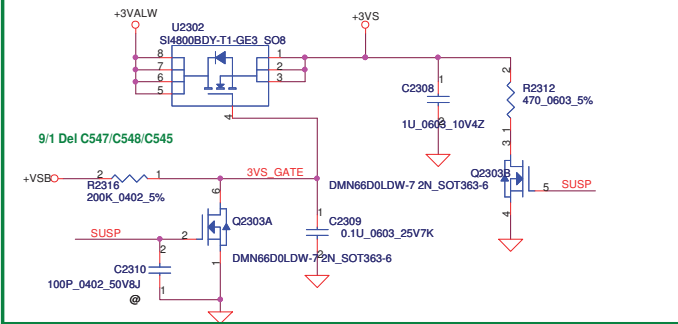 +3VALW
U2302
SI4800BDY-T1-GE3_SO8
+3VS
8
7
6
5
1
2
3
4
C2308
1
2
1U_0603_10V4Z
2
R2312
470_0603_5%
1
9/1 Del C547/C548/C545
+VSB
2
1
R2316
200K_0402_5%
3VS_GATE
3
Q2303B
DMN66D0LDW-7 2N_SOT363-6
5
SUSP
4
6
SUSP
2
Q2303A
1
DMN66D0LDW-7 2N_SOT363-6
1
C2309
0.1U_0603_25V7K
2
2
C2310
100P_0402_50V8J
1
@